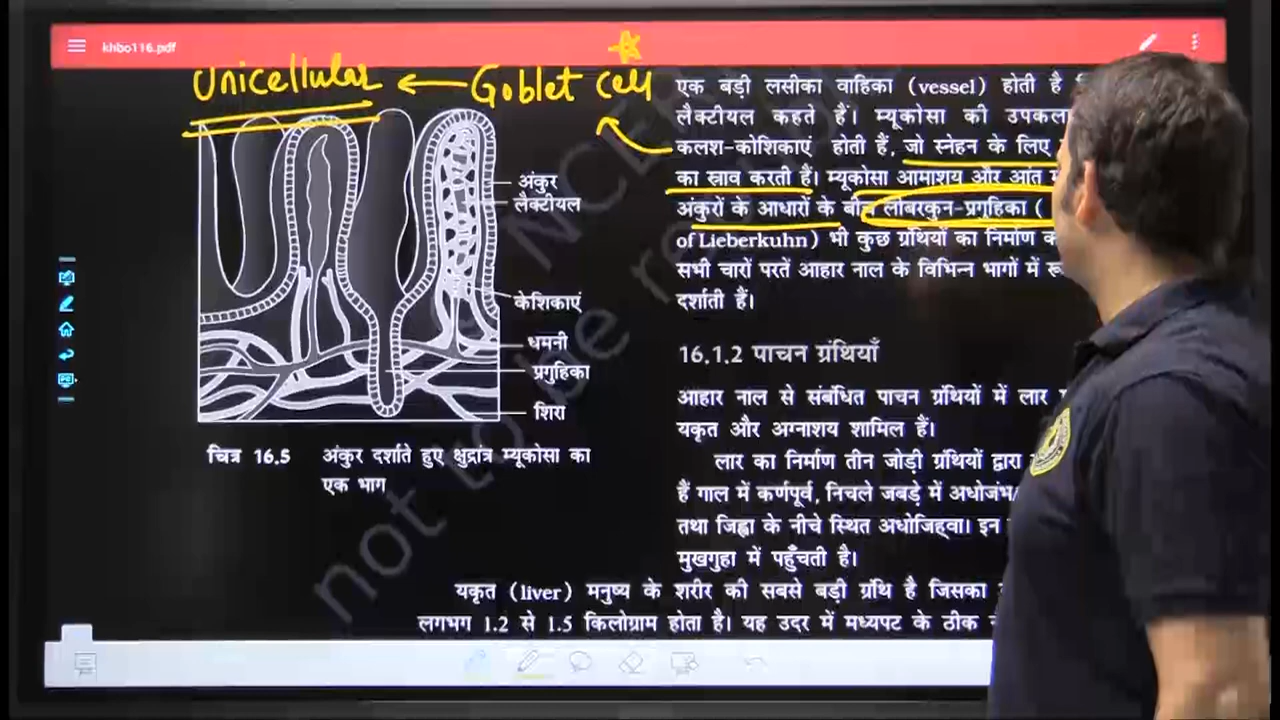 khbo116.pdf
Unicellular ← Goblet cell
एक बड़ी लसीका वाहिका (vessel) होती है
लैक्टीयल कहते हैं। म्यूकोसा की उपकला
कलश-कोशिकाएं होती हैं, जो स्नेहन के लिए
का स्राव करती हैं। म्यूकोसा आमाशय और आंत
अंकुरों के आधारों के बीच लीबरकुन-प्रगुहिका (
of Lieberkuhn) भी कुछ ग्रंथियों का निर्माण
सभी चारों परतें आहार नाल के विभिन्न भागों में
दर्शाती हैं।
अंकुर
लैक्टीयल
केशिकाएं
धमनी
प्रगुहिका
शिरा
चित्र 16.5 अंकुर दर्शाते हुए क्षुद्रांत्र म्यूकोसा का
एक भाग
16.1.2 पाचन ग्रंथियाँ
आहार नाल से संबंधित पाचन ग्रंथियों में लार
यकृत और अग्नाशय शामिल हैं।
लार का निर्माण तीन जोड़ी ग्रंथियों द्वारा
हैं गाल में कर्णपूर्व, निचले जबड़े में अधोजंभ
तथा जिह्वा के नीचे स्थित अधोजिह्वा। इन
मुखगुहा में पहुँचती है।
यकृत (liver) मनुष्य के शरीर की सबसे बड़ी ग्रंथि है जिसका
लगभग 1.2 से 1.5 किलोग्राम होता है। यह उदर में मध्यपट के ठीक
not to be